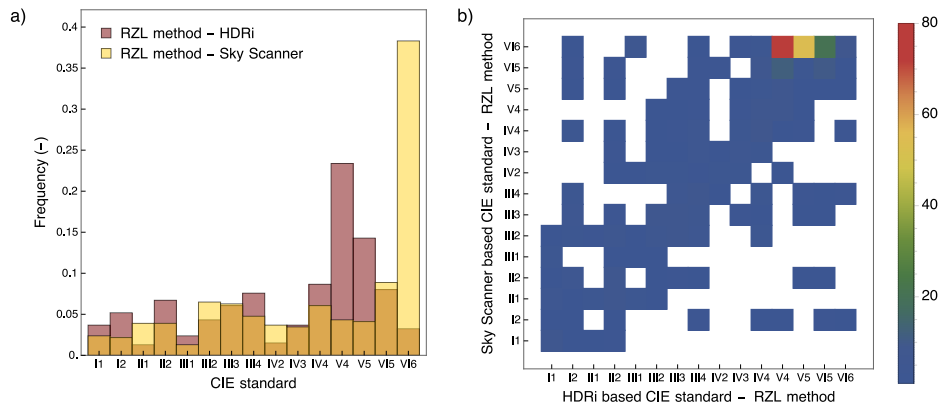 a)
RZL method – HDRi
RZL method – Sky Scanner
Frequency (–)
0.4
0.35
0.3
0.25
0.2
0.15
0.1
0.05
0.
I1 I2 II1 II2 III1 III2 III3 III4 IV2 IV3 IV4 V4 V5 VI5 VI6
CIE standard
b)
Sky Scanner based CIE standard – RZL method
VI6
VI5
V5
V4
IV4
IV3
IV2
III4
III3
III2
III1
II2
II1
I2
I1
I1 I2 II1 II2 III1 III2 III3 III4 IV2 IV3 IV4 V4 V5 VI5 VI6
HDRi based CIE standard – RZL method
80
60
40
20